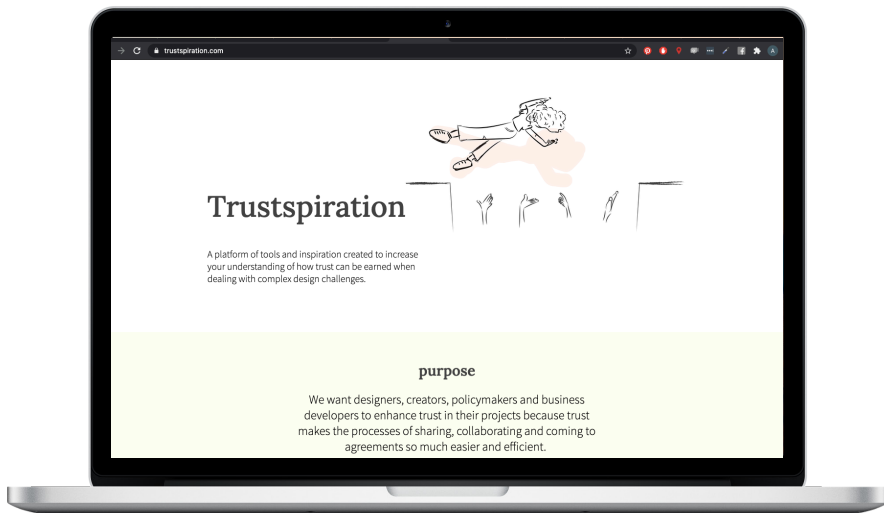 trustspiration.com
Trustspiration
A platform of tools and inspiration created to increase
your understanding of how trust can be earned when
dealing with complex design challenges.
purpose
We want designers, creators, policymakers and business
developers to enhance trust in their projects because trust
makes the processes of sharing, collaborating and coming to
agreements so much easier and efficient.